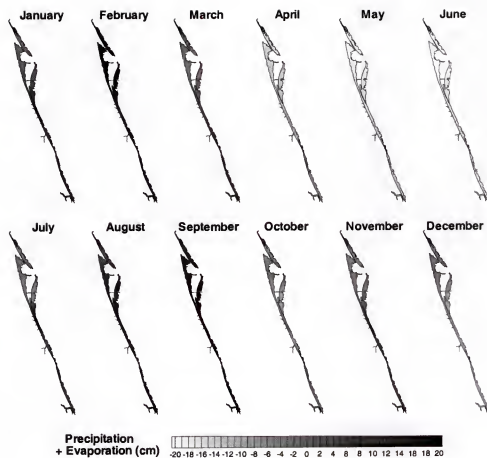 January February March April May June
July August September October November December
Precipitation
+ Evaporation (cm)
-20 -18 -16 -14 -12 -10 -8 -6 -4 -2 0 2 4 6 8 10 12 14 16 18 20